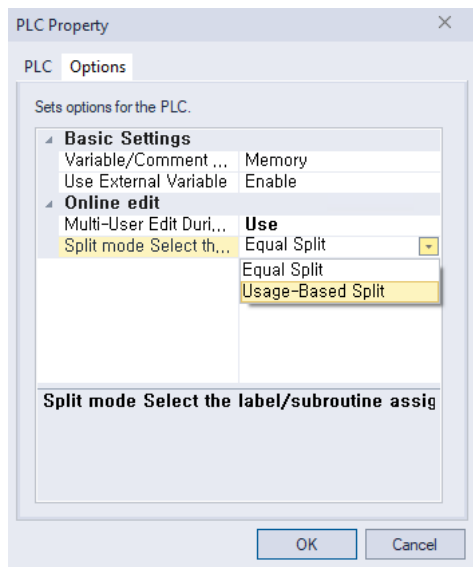 PLC Property
PLC Options
Sets options for the PLC.
Basic Settings
Variable/Comment ... Memory
Use External Variable Enable
Online edit
Multi-User Edit Duri... Use
Split mode Select th... Equal Split
Equal Split
Usage-Based Split
Split mode Select the label/subroutine assig
OK Cancel